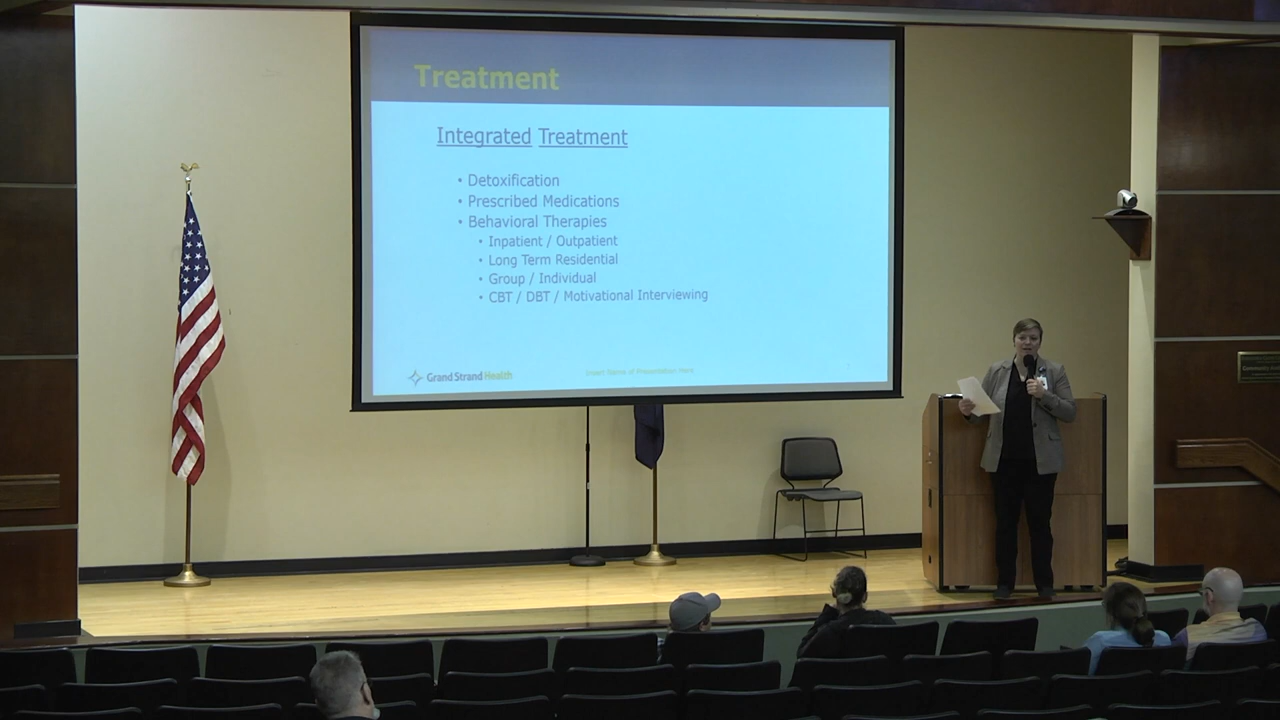 Treatment
Integrated Treatment
• Detoxification
• Prescribed Medications
• Behavioral Therapies
• Inpatient / Outpatient
• Long Term Residential
• Group / Individual
• CBT / DBT / Motivational Interviewing
Grand Strand Health
Insert Name of Presentation Here
Community